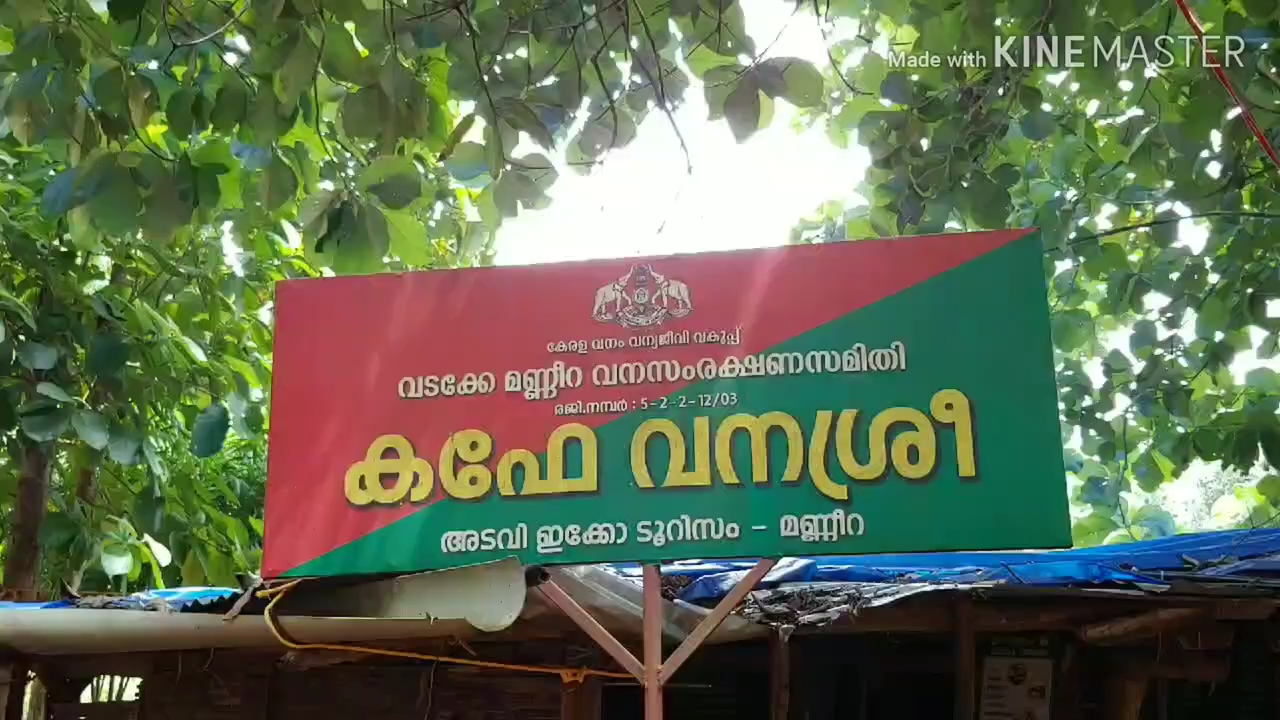 Made with KINEMASTER
കേരള വനം വന്യജീവി വകുപ്പ്
വടക്കേ മണ്ണീറ വനസംരക്ഷണസമിതി
രജി.നമ്പർ : 5-2-2-12/03
കഫേ വനശ്രീ
അടവി ഇക്കോ ടൂറിസം - മണ്ണീറ